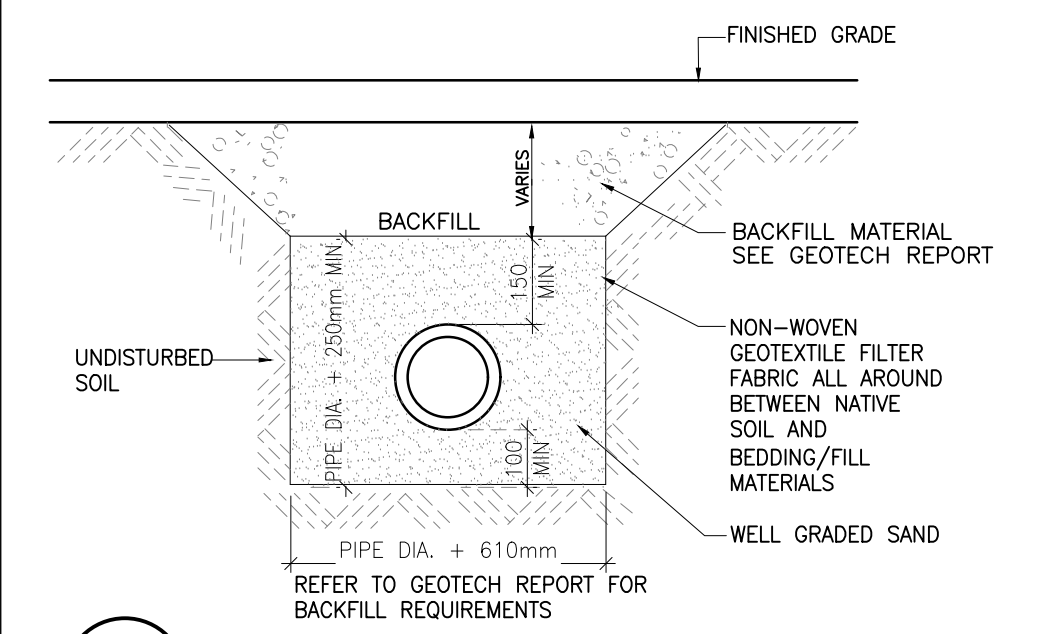 FINISHED GRADE
VARIES
BACKFILL
BACKFILL MATERIAL
SEE GEOTECH REPORT
150
MIN
PIPE DIA. + 250mm MIN
NON-WOVEN
GEOTEXTILE FILTER
FABRIC ALL AROUND
BETWEEN NATIVE
SOIL AND
BEDDING/FILL
MATERIALS
UNDISTURBED
SOIL
100
MIN
WELL GRADED SAND
PIPE DIA. + 610mm
REFER TO GEOTECH REPORT FOR
BACKFILL REQUIREMENTS